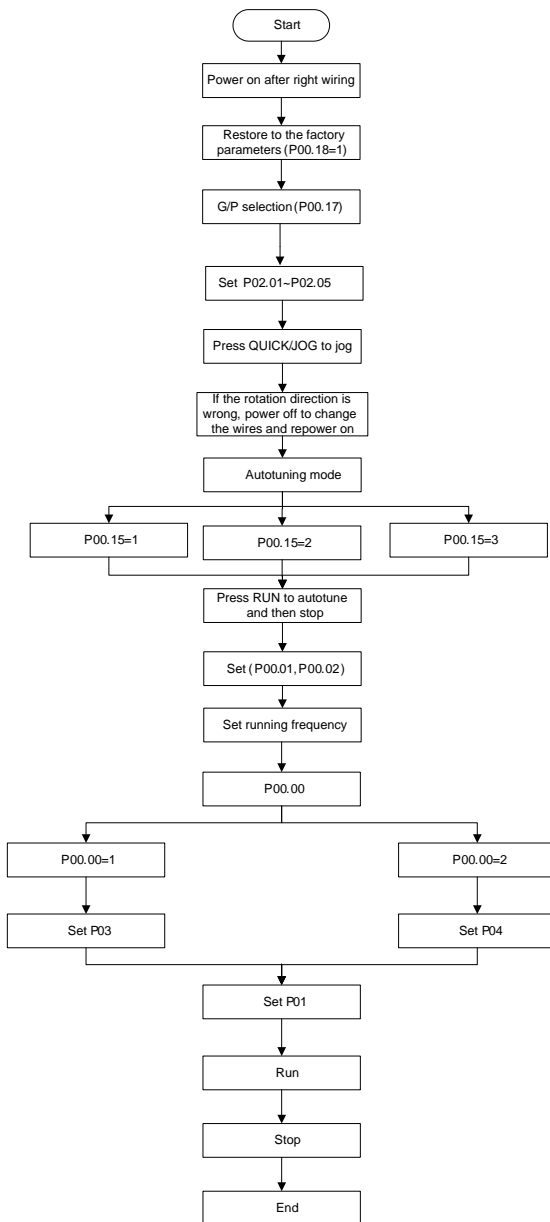 Start
Power on after right wiring
Restore to the factory
parameters (P00.18=1)
G/P selection (P00.17)
Set P02.01~P02.05
Press QUICK/JOG to jog
If the rotation direction is
wrong, power off to change
the wires and repower on
Autotuning mode
P00.15=1
P00.15=2
P00.15=3
Press RUN to autotune
and then stop
Set (P00.01, P00.02)
Set running frequency
P00.00
P00.00=1
P00.00=2
Set P03
Set P04
Set P01
Run
Stop
End